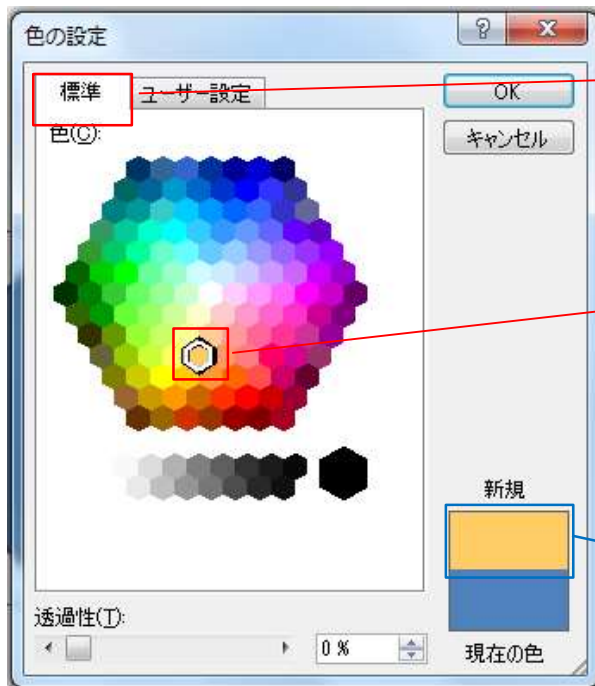 色の設定
標準 ユーザー設定
OK
色(C):
キャンセル
新規
透過性(T):
0 %
現在の色